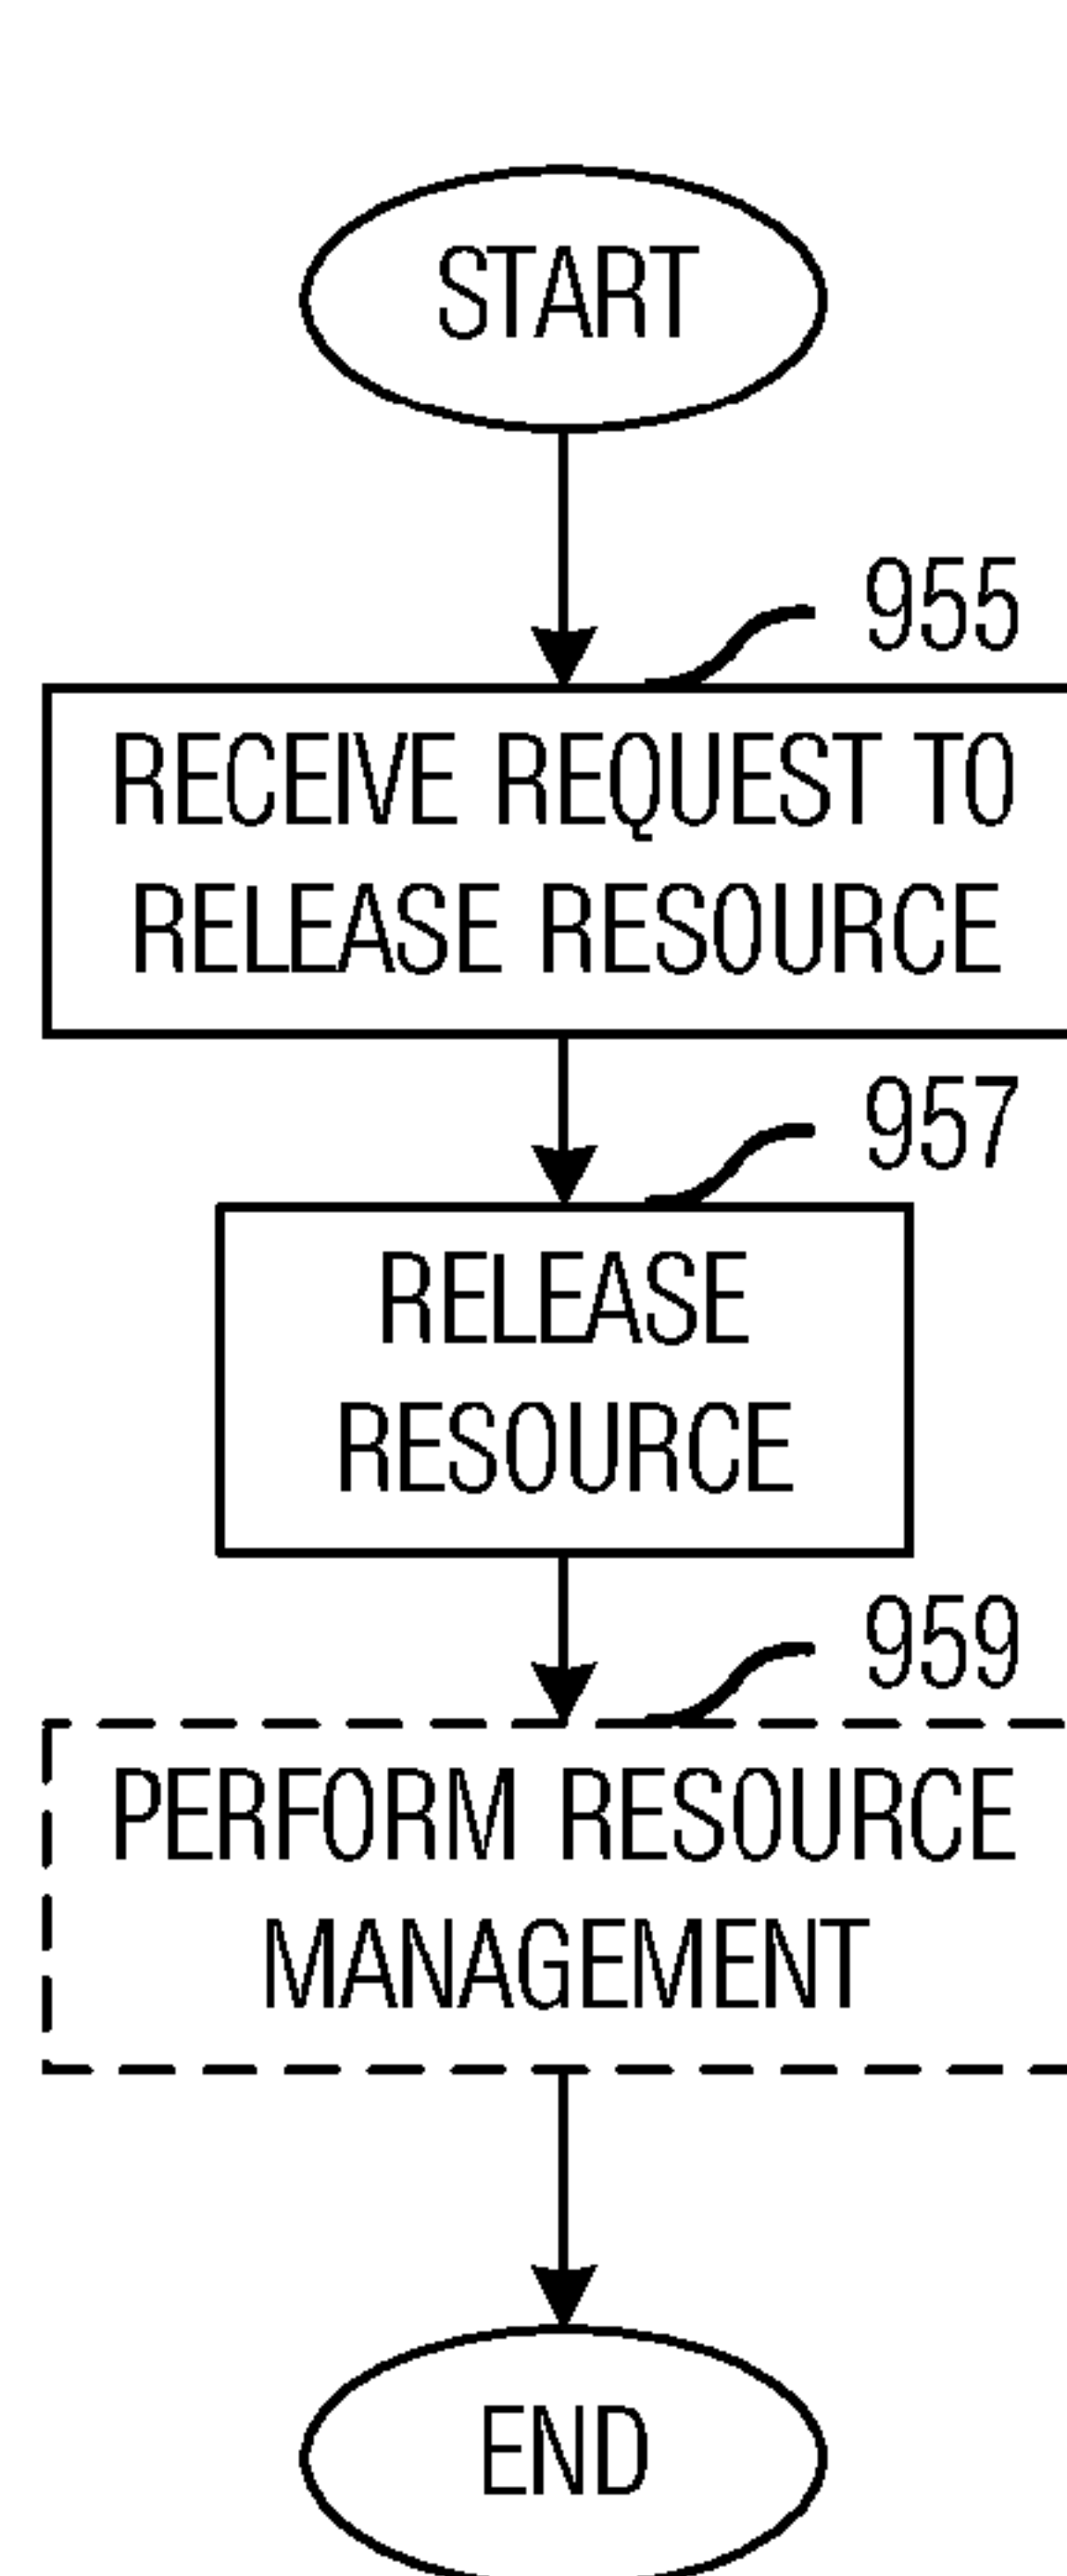 START
955
RECEIVE REQUEST TO
RELEASE RESOURCE
957
RELEASE
RESOURCE
959
PERFORM RESOURCE
MANAGEMENT
END